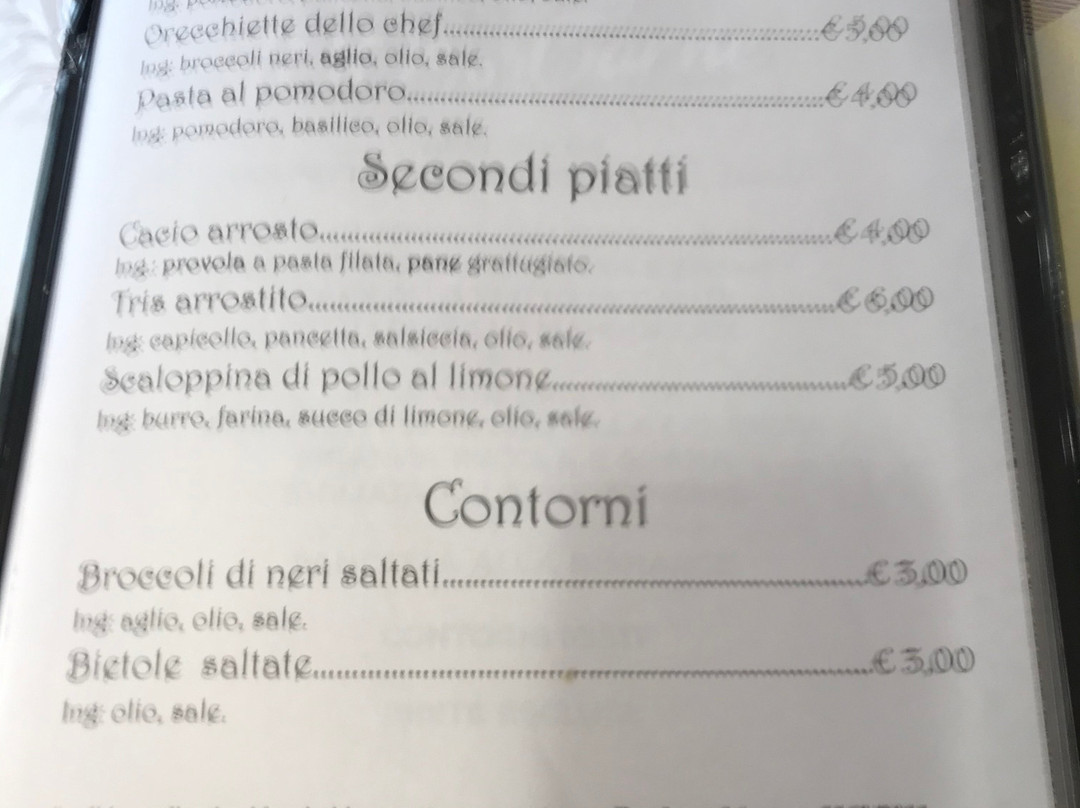 Orecchiette dello chef..............................€5,00
Ing: broccoli neri, aglio, olio, sale.
Pasta al pomodoro..............................€4,00
Ing: pomodoro, basilico, olio, sale.
Secondi piatti
Cacio arrosto..............................€4,00
Ing.: provola a pasta filata, pane grattugiato.
Tris arrostito..............................€6,00
Ing: capicollo, pancetta, salsiccia, olio, sale.
Scaloppina di pollo al limone..............................€5,00
Ing: burro, farina, succo di limone, olio, sale.
Contorni
Broccoli di neri saltati..............................€3,00
Ing: aglio, olio, sale.
Bietole saltate..............................€3,00
Ing: olio, sale.